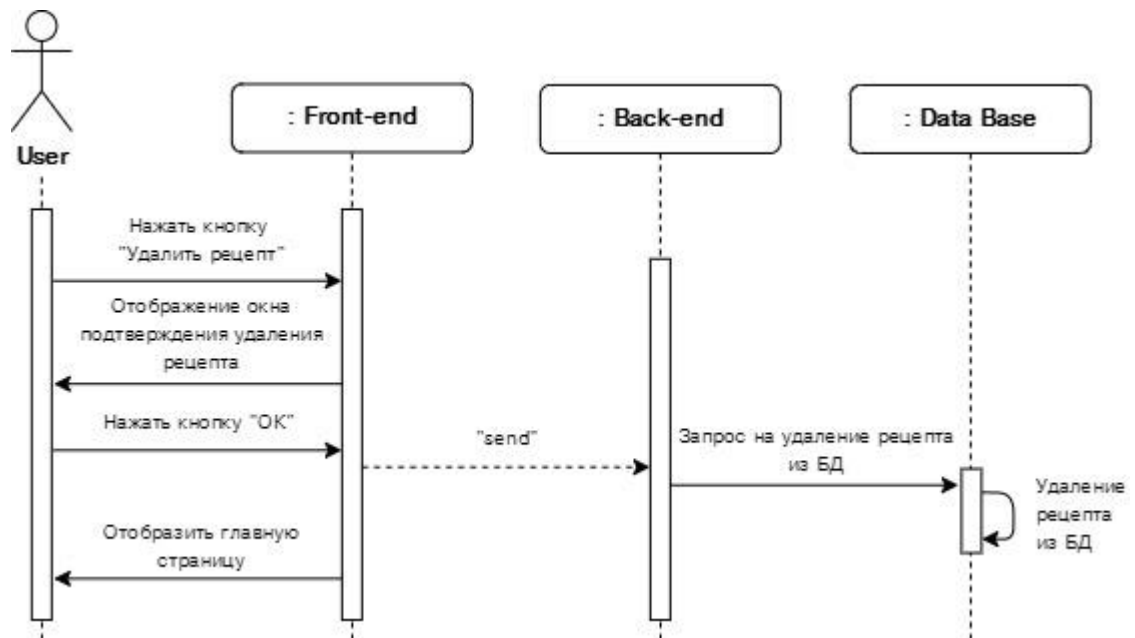 User
: Front-end
: Back-end
: Data Base
Нажать кнопку
"Удалить рецепт"
Отображение окна
подтверждения удаления
рецепта
Нажать кнопку "ОК"
"send"
Запрос на удаление рецепта
из БД
Удаление
рецепта
из БД
Отобразить главную
страницу